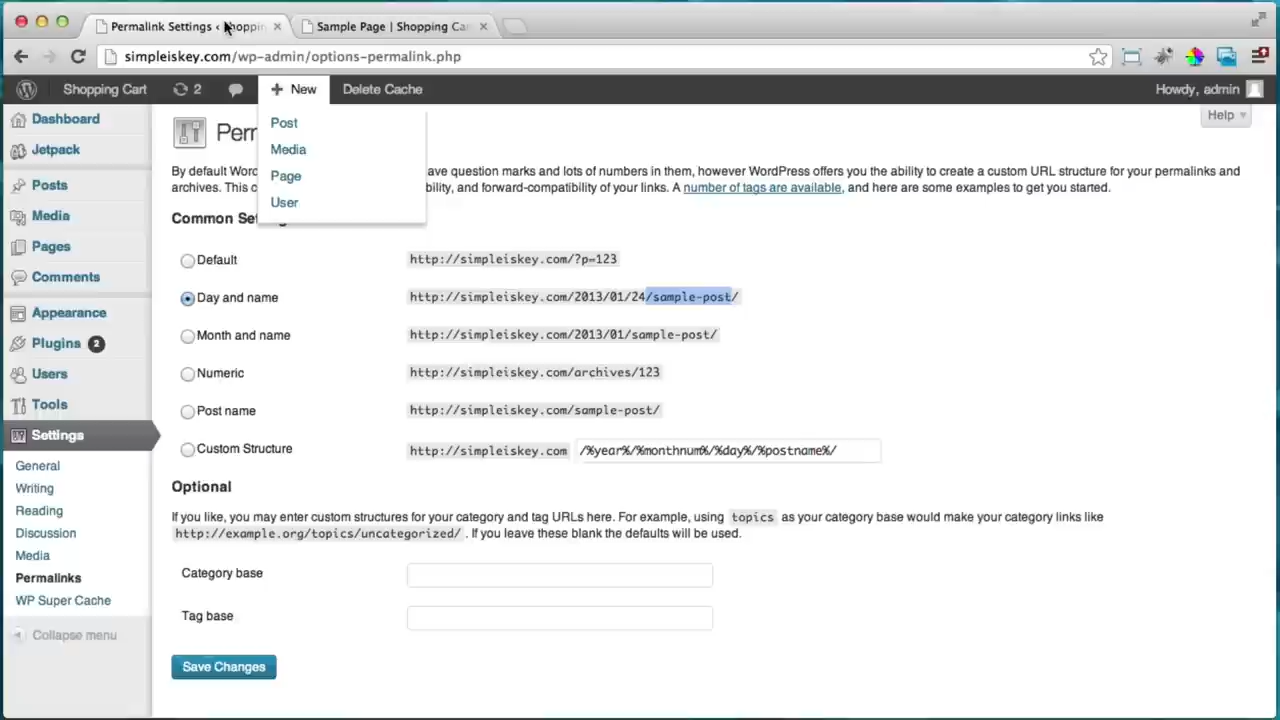 Permalink Settings ‹ Shoppin
Sample Page | Shopping Ca
simpleiskey.com/wp-admin/options-permalink.php
Shopping Cart 2 + New Delete Cache Howdy, admin
Help
Post
Media
Page
User
Dashboard
Jetpack
Posts
Media
Pages
Comments
Appearance
Plugins 2
Users
Tools
Settings
General
Writing
Reading
Discussion
Media
Permalinks
WP Super Cache
Collapse menu
Per
By default Wor ave question marks and lots of numbers in them, however WordPress offers you the ability to create a custom URL structure for your permalinks and
archives. This c bility, and forward-compatibility of your links. A number of tags are available, and here are some examples to get you started.
Common Se
Default http://simpleiskey.com/?p=123
Day and name http://simpleiskey.com/2013/01/24/sample-post/
Month and name http://simpleiskey.com/2013/01/sample-post/
Numeric http://simpleiskey.com/archives/123
Post name http://simpleiskey.com/sample-post/
Custom Structure http://simpleiskey.com /%year%/%monthnum%/%day%/%postname%/
Optional
If you like, you may enter custom structures for your category and tag URLs here. For example, using topics as your category base would make your category links like
http://example.org/topics/uncategorized/ . If you leave these blank the defaults will be used.
Category base
Tag base
Save Changes